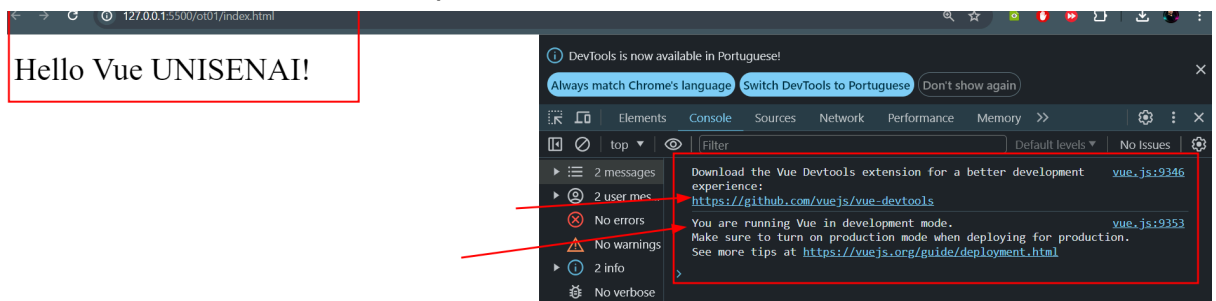 127.0.0.1:5500/ot01/index.html
Hello Vue UNISENAI!
DevTools is now available in Portuguese!
Always match Chrome's language Switch DevTools to Portuguese Don't show again
Elements Console Sources Network Performance Memory
top Filter Default levels No Issues
2 messages
2 user mes...
No errors
No warnings
2 info
No verbose
Download the Vue Devtools extension for a better development vue.js:9346
experience:
https://github.com/vuejs/vue-devtools
You are running Vue in development mode. vue.js:9353
Make sure to turn on production mode when deploying for production.
See more tips at https://vuejs.org/guide/deployment.html